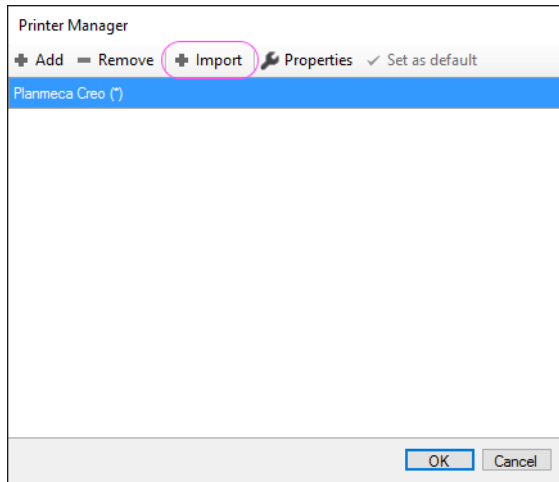 Printer Manager
Add Remove Import Properties Set as default
Planmeca Creo (*)
OK Cancel